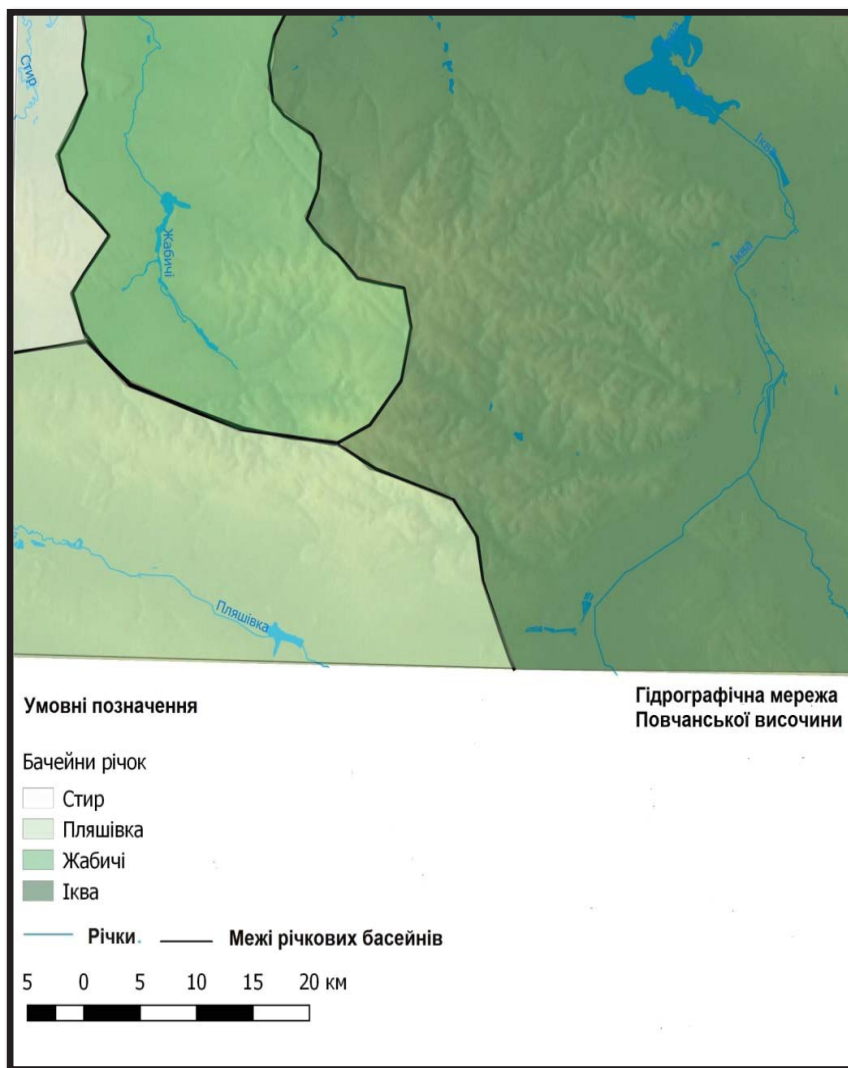 Стир
Жабичі
Іква
Іква
Пляшівка
Умовні позначення
Гідрографічна мережа
Повчанської височини
Бачейни річок
Стир
Пляшівка
Жабичі
Іква
Річки.
Межі річкових басейнів
5 0 5 10 15 20 км